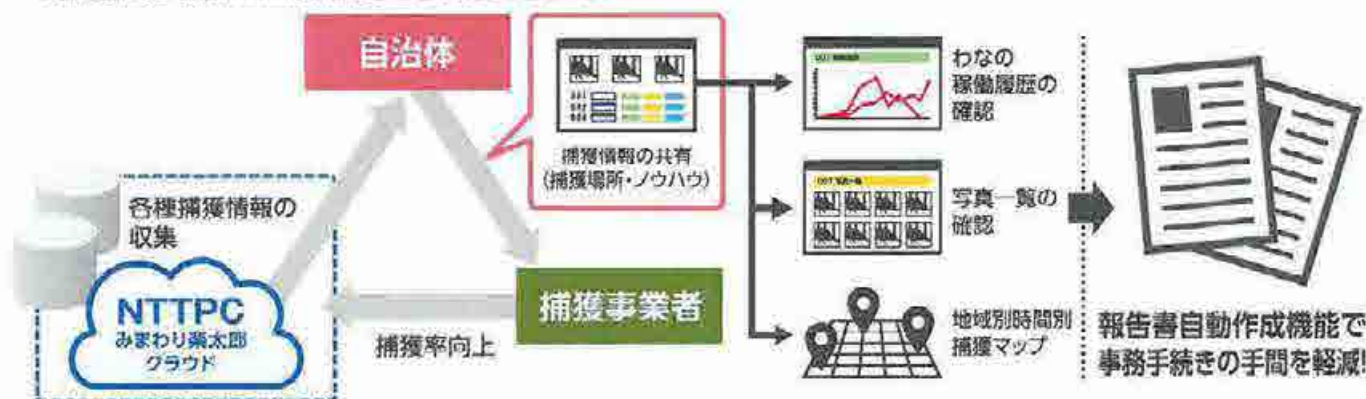 自治体
捕獲情報の共有
(捕獲場所・ノウハウ)
わなの
稼働履歴の
確認
写真一覧の
確認
地域別時間別
捕獲マップ
各種捕獲情報の
収集
NTTPC
みまわり楽太郎
クラウド
捕獲率向上
捕獲事業者
報告書自動作成機能で
事務手続きの手間を軽減!